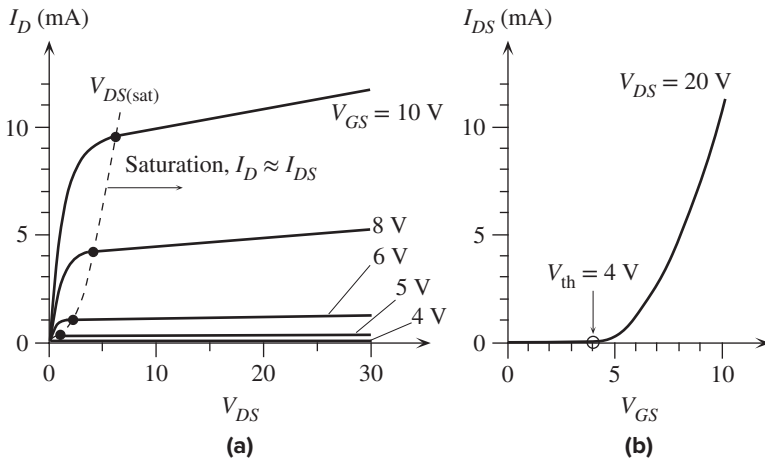 I_D (mA)
V_DS(sat)
V_GS = 10 V
Saturation, I_D ≈ I_DS
8 V
6 V
5 V
4 V
10
5
0
0
10
20
30
V_DS
(a)
I_DS (mA)
V_DS = 20 V
V_th = 4 V
10
5
0
0
5
10
V_GS
(b)